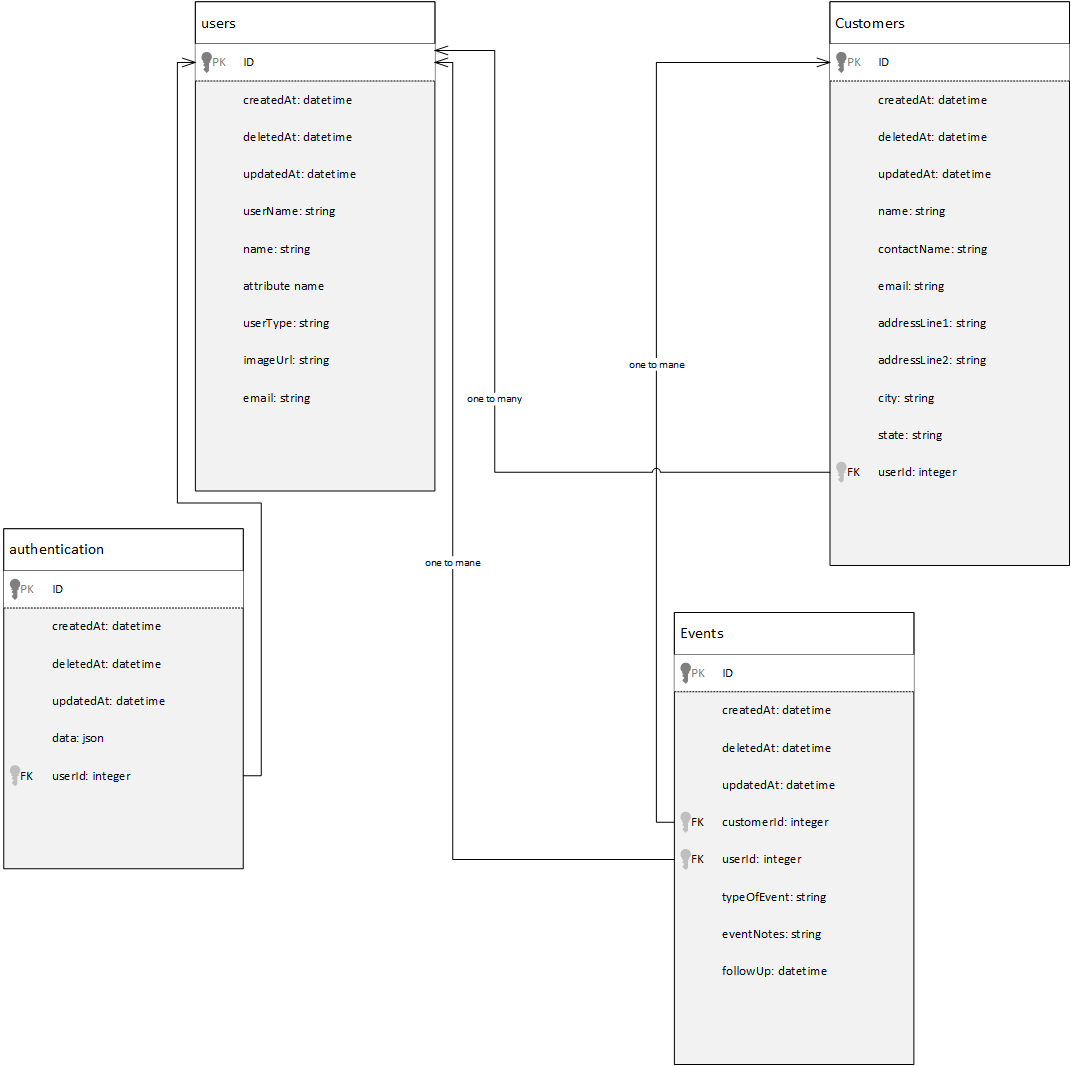 users
PK ID
createdAt: datetime
deletedAt: datetime
updatedAt: datetime
userName: string
name: string
attribute name
userType: string
imageUrl: string
email: string
Customers
PK ID
createdAt: datetime
deletedAt: datetime
updatedAt: datetime
name: string
contactName: string
email: string
addressLine1: string
addressLine2: string
city: string
state: string
FK userId: integer
one to mane
one to many
one to mane
authentication
PK ID
createdAt: datetime
deletedAt: datetime
updatedAt: datetime
data: json
FK userId: integer
Events
PK ID
createdAt: datetime
deletedAt: datetime
updatedAt: datetime
FK customerId: integer
FK userId: integer
typeOfEvent: string
eventNotes: string
followUp: datetime